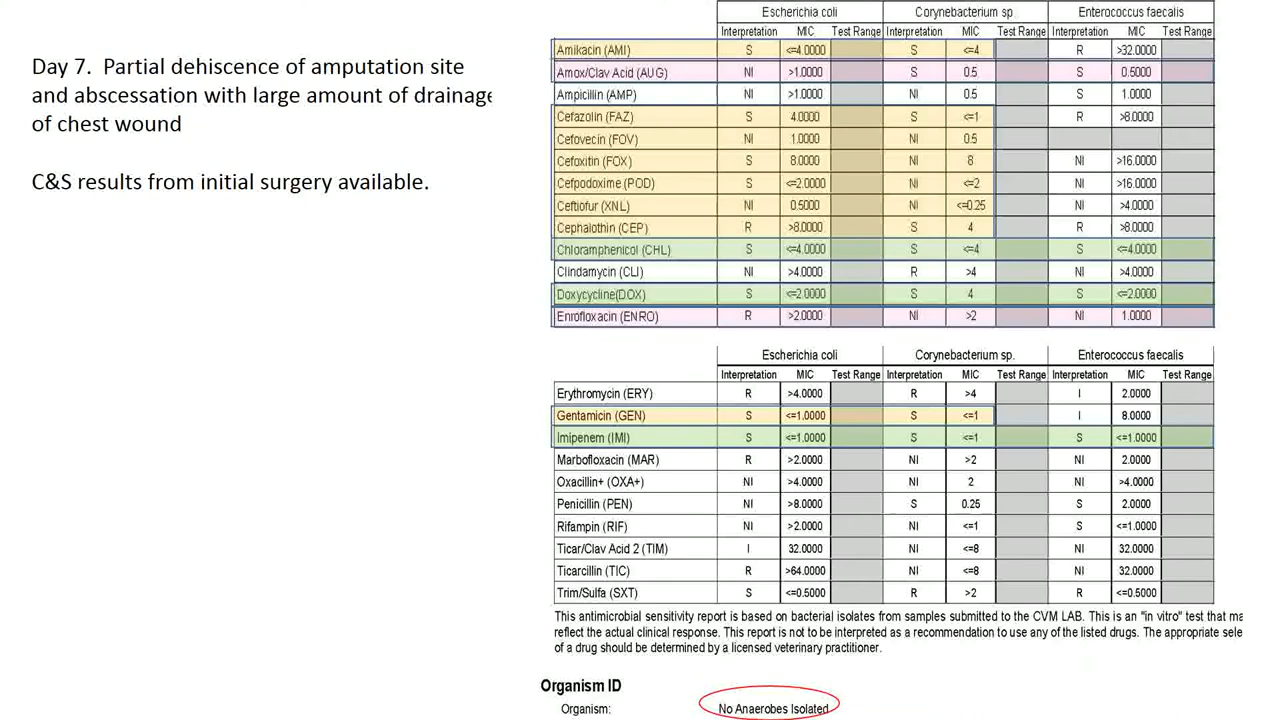 Day 7. Partial dehiscence of amputation site
and abscessation with large amount of drainage
of chest wound
C&S results from initial surgery available.
Escherichia coli Corynebacterium sp. Enterococcus faecalis
Interpretation MIC Test Range Interpretation MIC Test Range Interpretation MIC Test Range
Amikacin (AMI) S <=4.0000 S <=4 R >32.0000
Amox/Clav Acid (AUG) NI >1.0000 S 0.5 S 0.5000
Ampicillin (AMP) NI >1.0000 NI 0.5 S 1.0000
Cefazolin (FAZ) S 4.0000 S <=1 R >8.0000
Cefovecin (FOV) NI 1.0000 NI 0.5
Cefoxitin (FOX) S 8.0000 NI 8 NI >16.0000
Cefpodoxime (POD) S <=2.0000 NI <=2 NI >16.0000
Ceftiofur (XNL) NI 0.5000 NI <=0.25 NI >4.0000
Cephalothin (CEP) R >8.0000 S 4 R >8.0000
Chloramphenicol (CHL) S <=4.0000 S <=4 S <=4.0000
Clindamycin (CLI) NI >4.0000 R >4 NI >4.0000
Doxycycline(DOX) S <=2.0000 S 4 S <=2.0000
Enrofloxacin (ENRO) R >2.0000 NI >2 NI 1.0000
Escherichia coli Corynebacterium sp. Enterococcus faecalis
Interpretation MIC Test Range Interpretation MIC Test Range Interpretation MIC Test Range
Erythromycin (ERY) R >4.0000 R >4 I 2.0000
Gentamicin (GEN) S <=1.0000 S <=1 I 8.0000
Imipenem (IMI) S <=1.0000 S <=1 S <=1.0000
Marbofloxacin (MAR) R >2.0000 NI >2 NI 2.0000
Oxacillin+ (OXA+) NI >4.0000 NI 2 NI >4.0000
Penicillin (PEN) NI >8.0000 S 0.25 S 2.0000
Rifampin (RIF) NI >2.0000 NI <=1 S <=1.0000
Ticar/Clav Acid 2 (TIM) I 32.0000 NI <=8 NI 32.0000
Ticarcillin (TIC) R >64.0000 NI <=8 NI 32.0000
Trim/Sulfa (SXT) S <=0.5000 R >2 R <=0.5000
This antimicrobial sensitivity report is based on bacterial isolates from samples submitted to the CVM LAB. This is an "in vitro" test that ma
reflect the actual clinical response. This report is not to be interpreted as a recommendation to use any of the listed drugs. The appropriate sele
of a drug should be determined by a licensed veterinary practitioner.
Organism ID
Organism: No Anaerobes Isolated